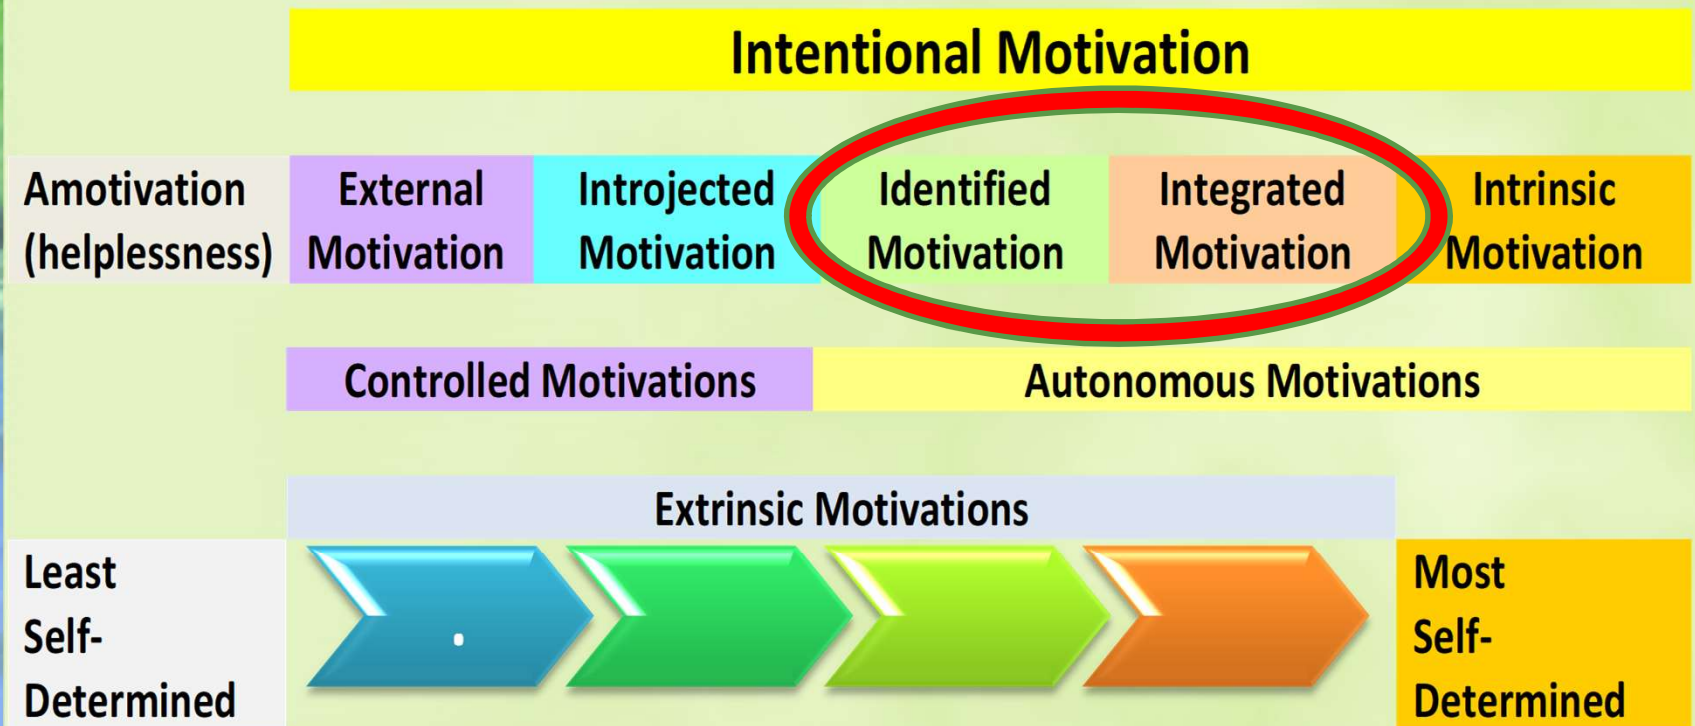 Intentional Motivation
Amotivation
(helplessness)
External
Motivation
Introjected
Motivation
Identified
Motivation
Integrated
Motivation
Intrinsic
Motivation
Controlled Motivations
Autonomous Motivations
Extrinsic Motivations
Least
Self-
Determined
.
Most
Self-
Determined